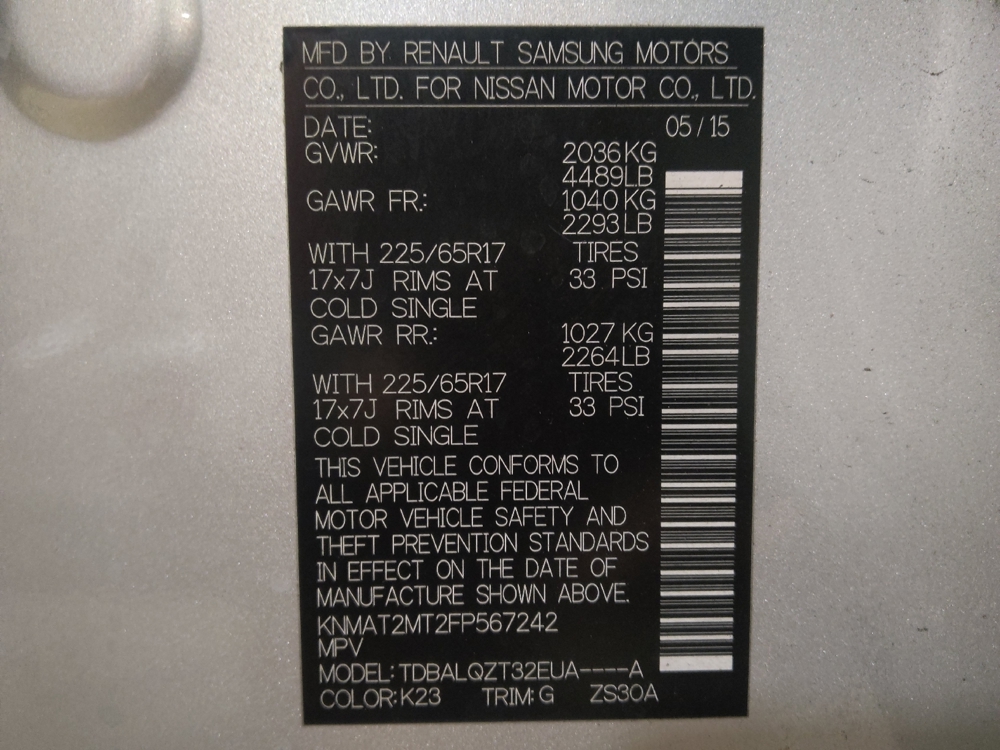 MFD BY RENAULT SAMSUNG MOTORS
CO., LTD. FOR NISSAN MOTOR CO., LTD.
DATE: 05 / 15
GVWR: 2036 KG
4489 LB
GAWR FR.: 1040 KG
2293 LB
WITH 225/65R17 TIRES
17x7J RIMS AT 33 PSI
COLD SINGLE
GAWR RR.: 1027 KG
2264 LB
WITH 225/65R17 TIRES
17x7J RIMS AT 33 PSI
COLD SINGLE
THIS VEHICLE CONFORMS TO
ALL APPLICABLE FEDERAL
MOTOR VEHICLE SAFETY AND
THEFT PREVENTION STANDARDS
IN EFFECT ON THE DATE OF
MANUFACTURE SHOWN ABOVE.
KNMAT2MT2FP567242
MPV
MODEL: TDBALQZT32EUA----A
COLOR: K23 TRIM: G ZS30A